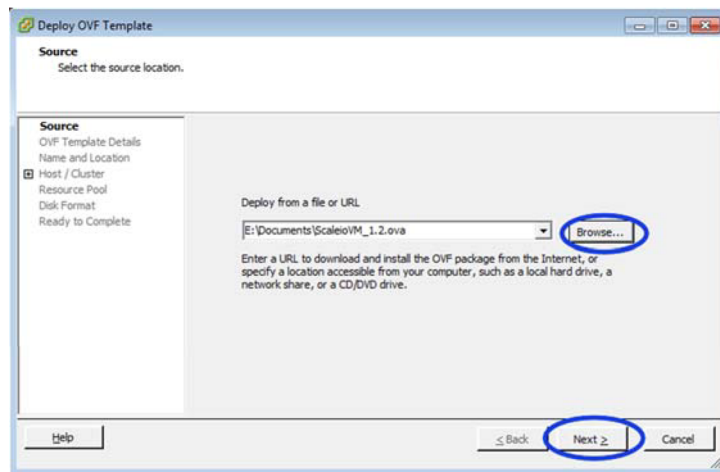 Deploy OVF Template
Source
Select the source location.
Source
OVF Template Details
Name and Location
Host / Cluster
Resource Pool
Disk Format
Ready to Complete
Deploy from a file or URL
E:\Documents\ScaleioVM_1.2.ova
Browse...
Enter a URL to download and install the OVF package from the Internet, or
specify a location accessible from your computer, such as a local hard drive, a
network share, or a CD/DVD drive.
Help
< Back
Next >
Cancel